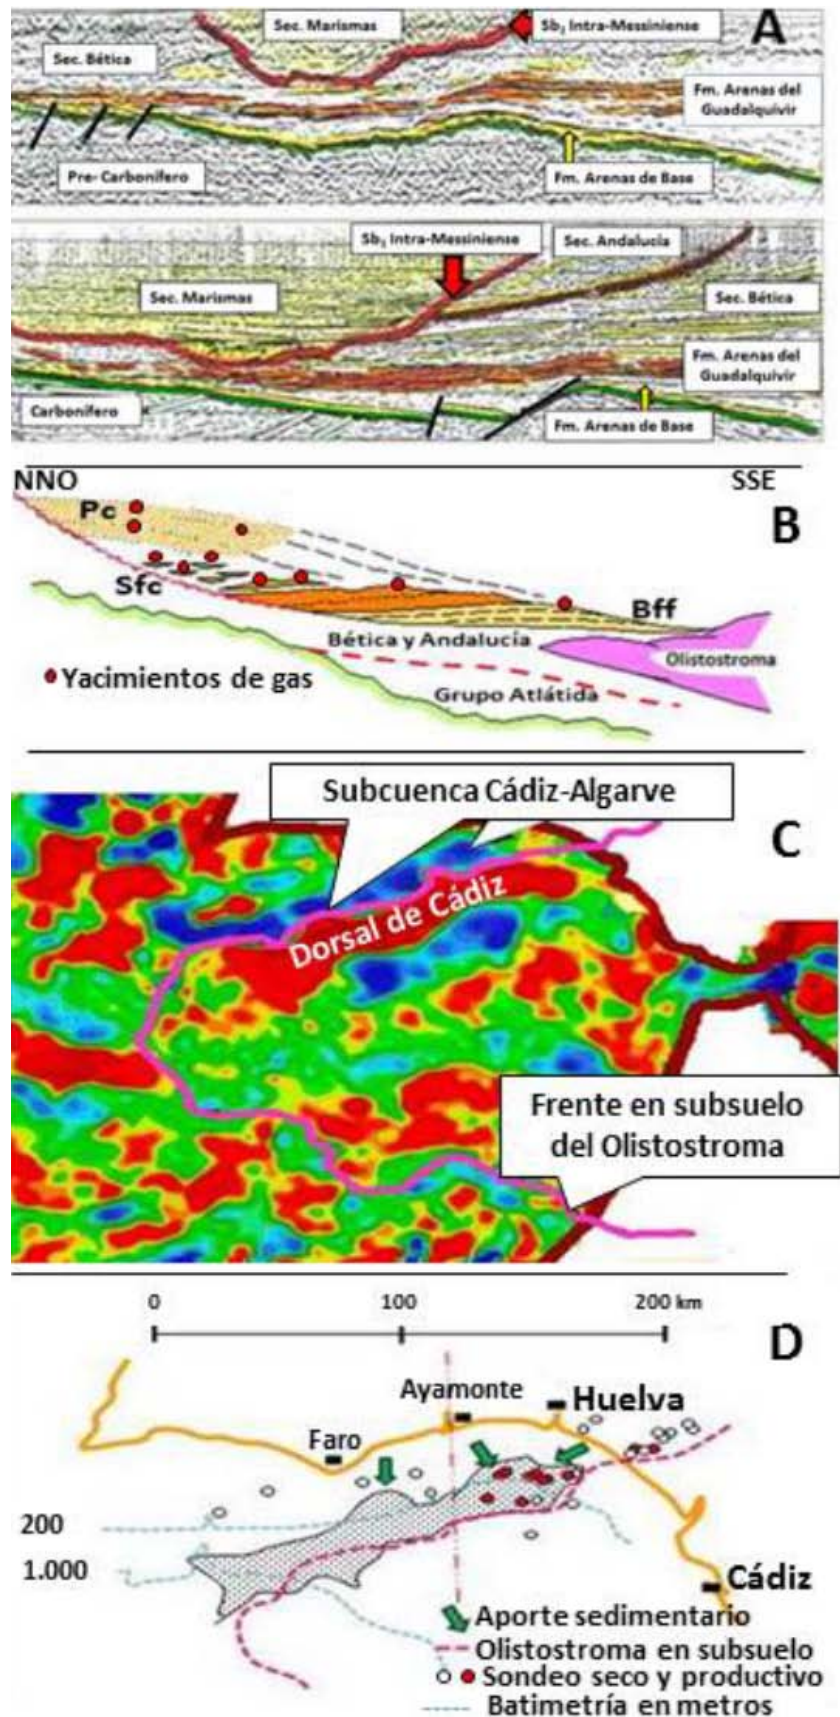 A
Sec. Marismas
Sb₃ Intra-Messiniense
Sec. Bética
Fm. Arenas del
Guadalquivir
Pre- Carbonífero
Fm. Arenas de Base
Sb₃ Intra-Messiniense
Sec. Andalucía
Sec. Marismas
Sec. Bética
Fm. Arenas del
Guadalquivir
Carbonífero
Fm. Arenas de Base
NNO
SSE
B
Pc
Sfc
Bff
Bética y Andalucía
Olistostroma
Yacimientos de gas
Grupo Atlátida
Subcuenca Cádiz-Algarve
C
Dorsal de Cádiz
Frente en subsuelo
del Olistostroma
0 100 200 km
D
Ayamonte
Huelva
Faro
200
1.000
Cádiz
Aporte sedimentario
Olistostroma en subsuelo
Sondeo seco y productivo
Batimetría en metros